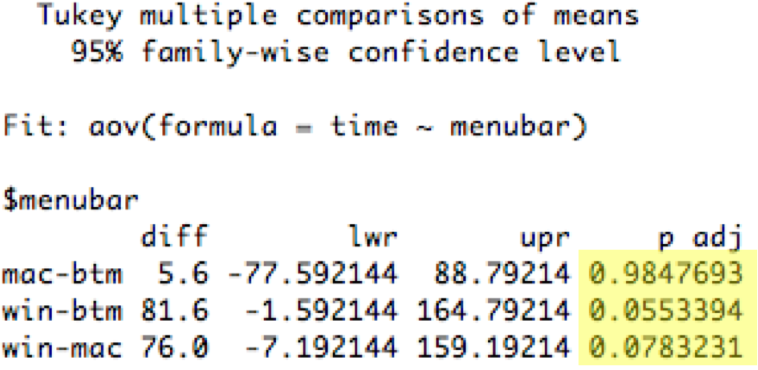 Tukey multiple comparisons of means
95% family-wise confidence level
Fit: aov(formula = time ~ menubar)
$menubar
diff lwr upr p adj
mac-btm 5.6 -77.592144 88.79214 0.9847693
win-btm 81.6 -1.592144 164.79214 0.0553394
win-mac 76.0 -7.192144 159.19214 0.0783231